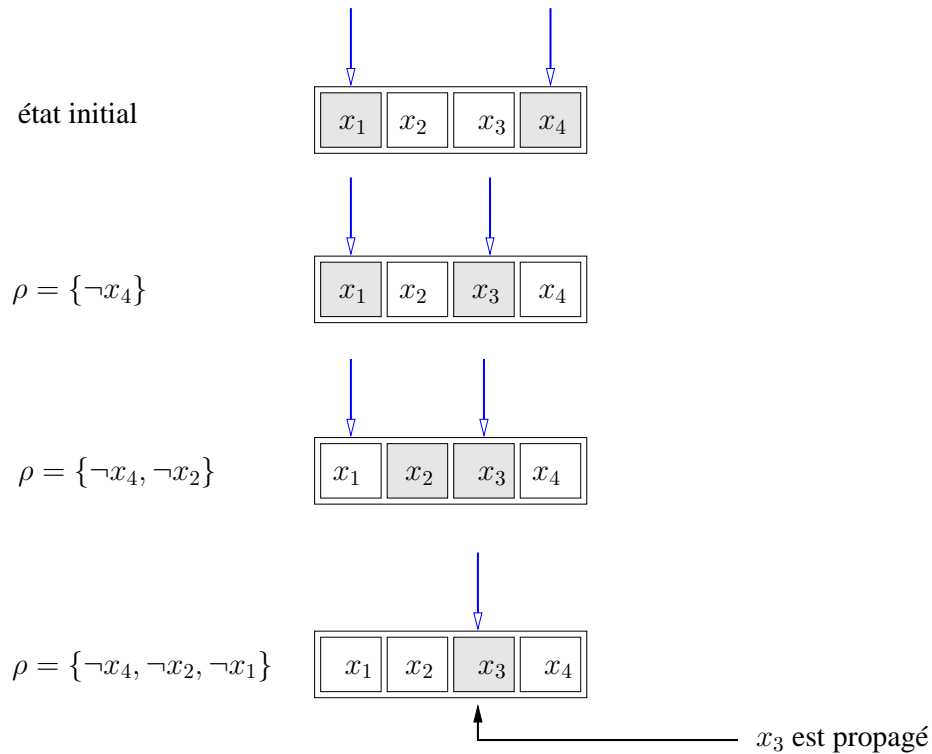 état initial x₁ x₂ x₃ x₄
ρ = {¬x₄} x₁ x₂ x₃ x₄
ρ = {¬x₄, ¬x₂} x₁ x₂ x₃ x₄
ρ = {¬x₄, ¬x₂, ¬x₁} x₁ x₂ x₃ x₄
x₃ est propagé